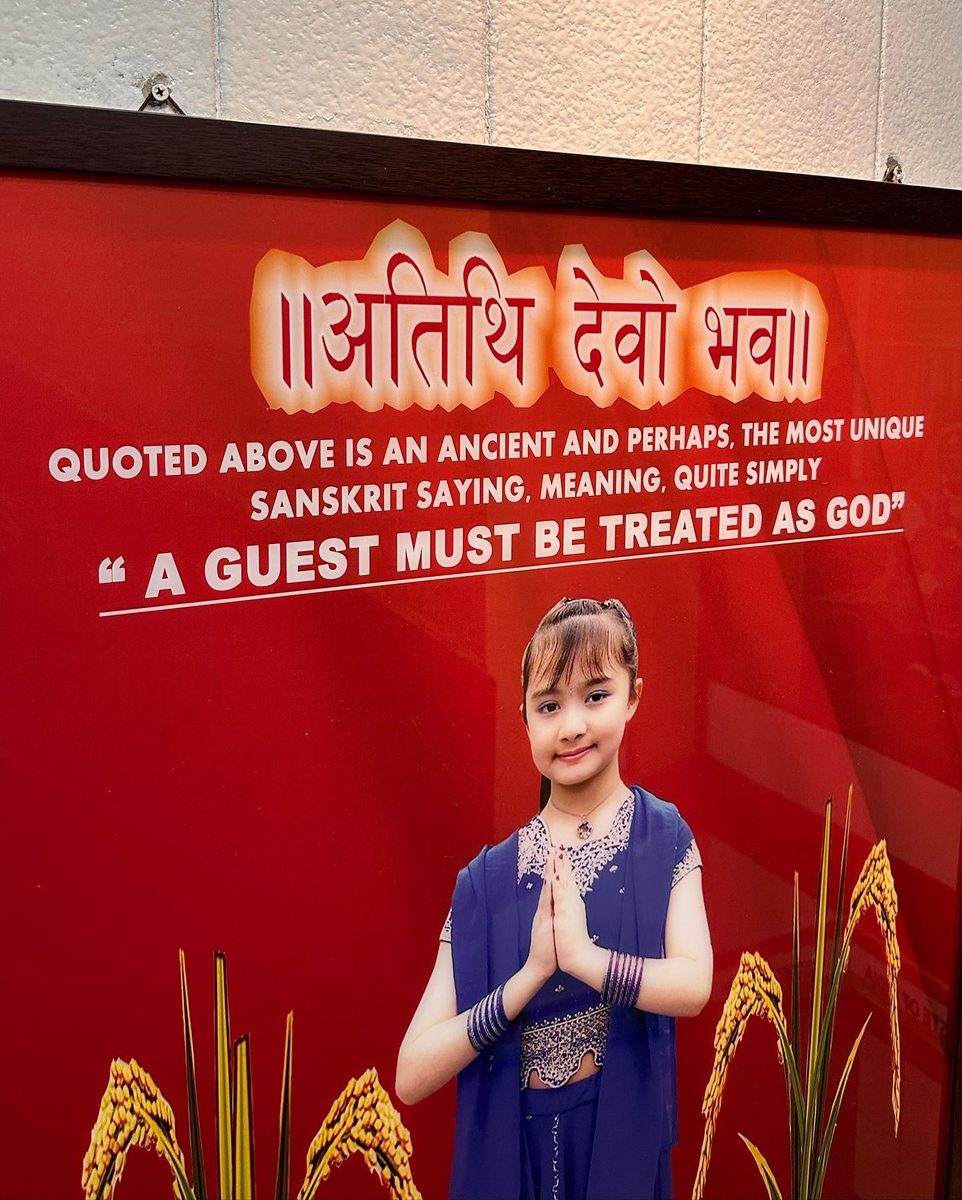 ॥अतिथि देवो भव॥
QUOTED ABOVE IS AN ANCIENT AND PERHAPS, THE MOST UNIQUE
SANSKRIT SAYING, MEANING, QUITE SIMPLY
“ A GUEST MUST BE TREATED AS GOD”